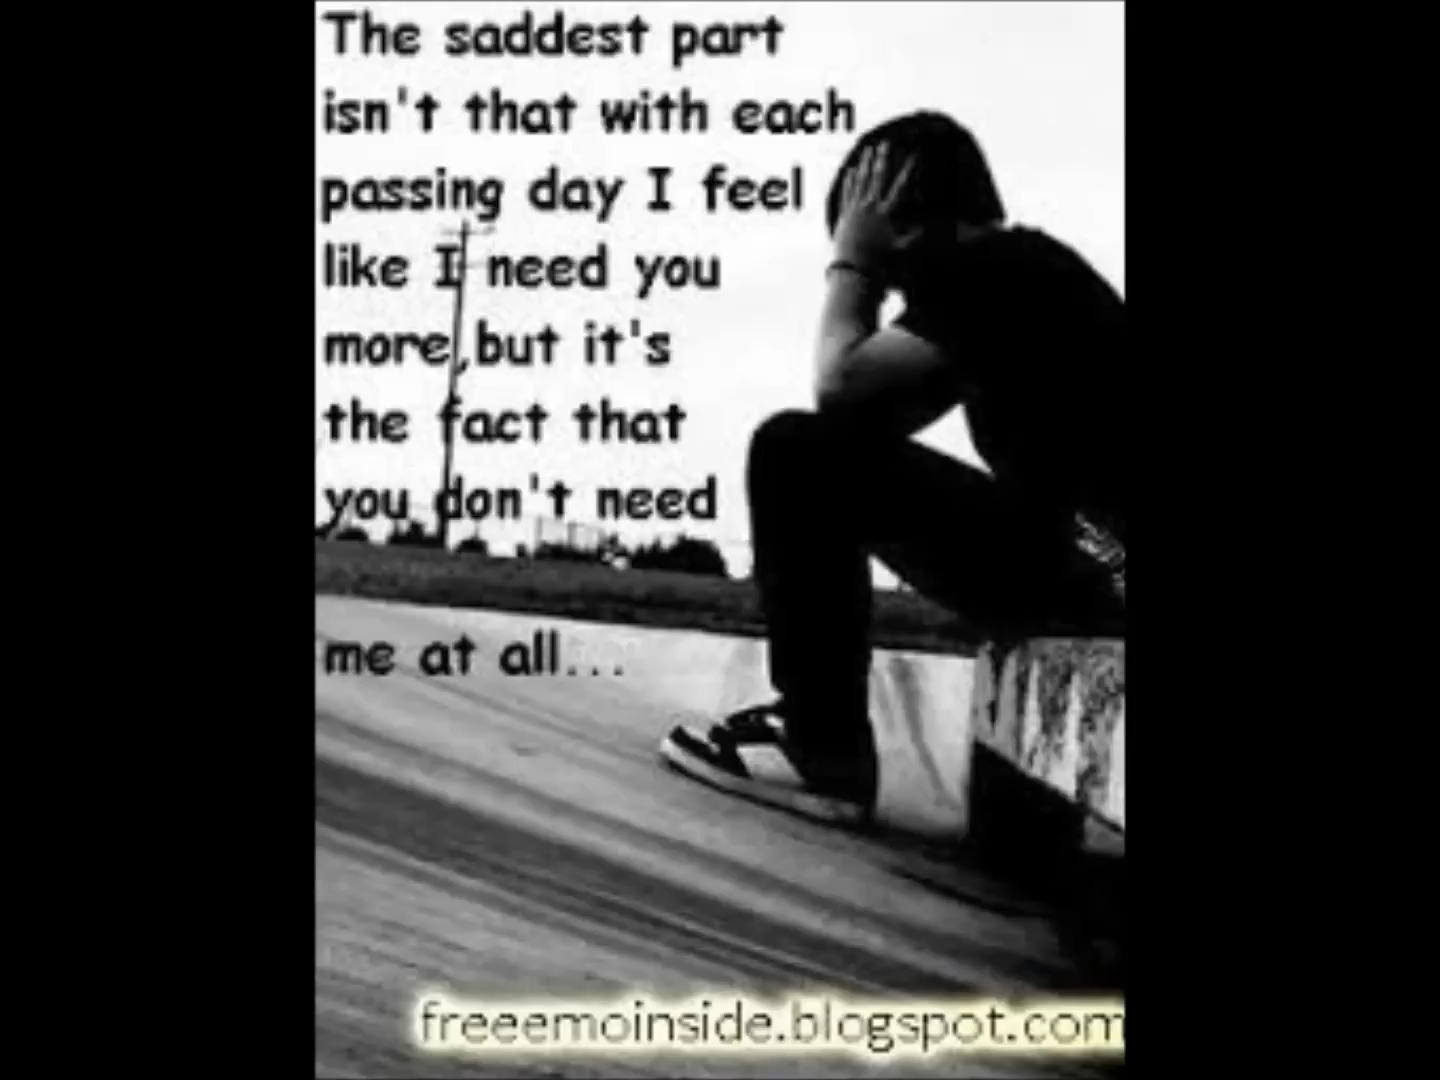 The saddest part
isn't that with each
passing day I feel
like I need you
more,but it's
the fact that
you don't need
me at all...
freeemoinside.blogspot.com